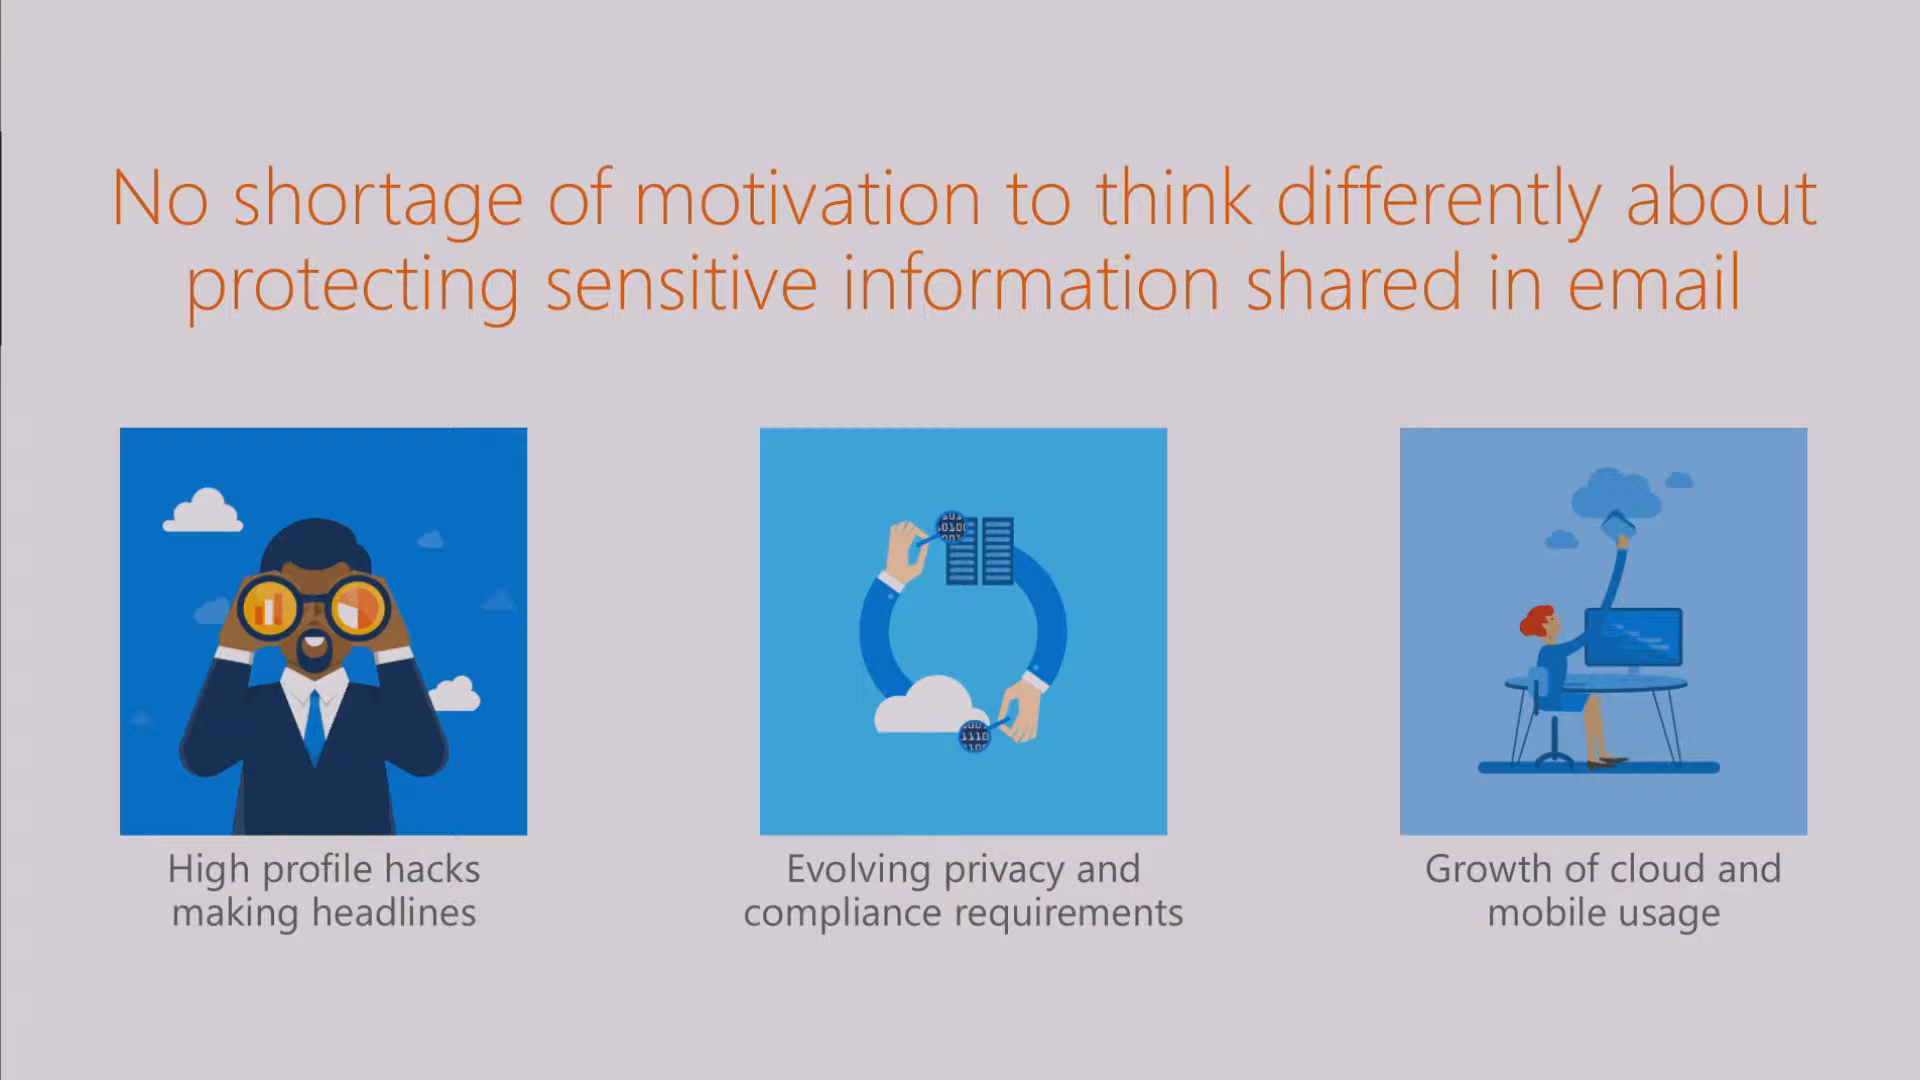 No shortage of motivation to think differently about
protecting sensitive information shared in email
High profile hacks
making headlines
Evolving privacy and
compliance requirements
Growth of cloud and
mobile usage